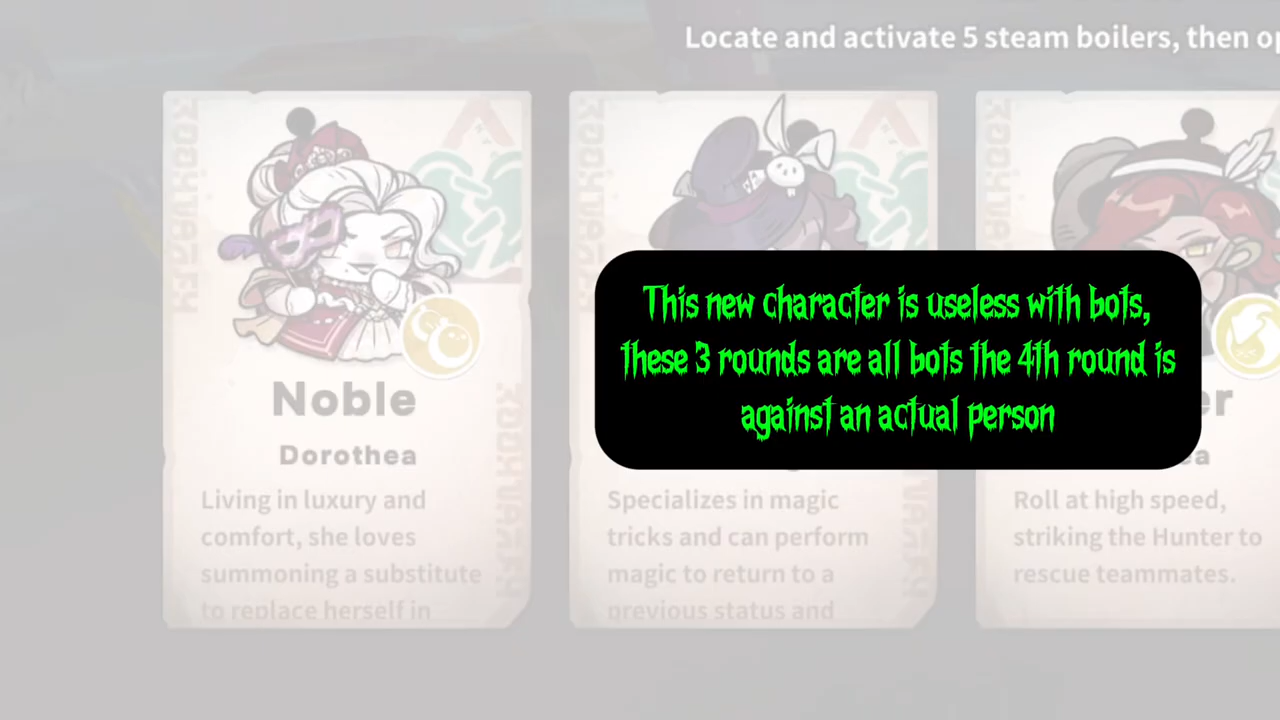 Locate and activate 5 steam boilers, then op
This new character is useless with bots,
these 3 rounds are all bots the 4th round is
against an actual person
Noble
Dorothea
Living in luxury and
comfort, she loves
summoning a substitute
to replace herself in
Specializes in magic
tricks and can perform
magic to return to a
previous status and
er
ea
Roll at high speed,
striking the Hunter to
rescue teammates.